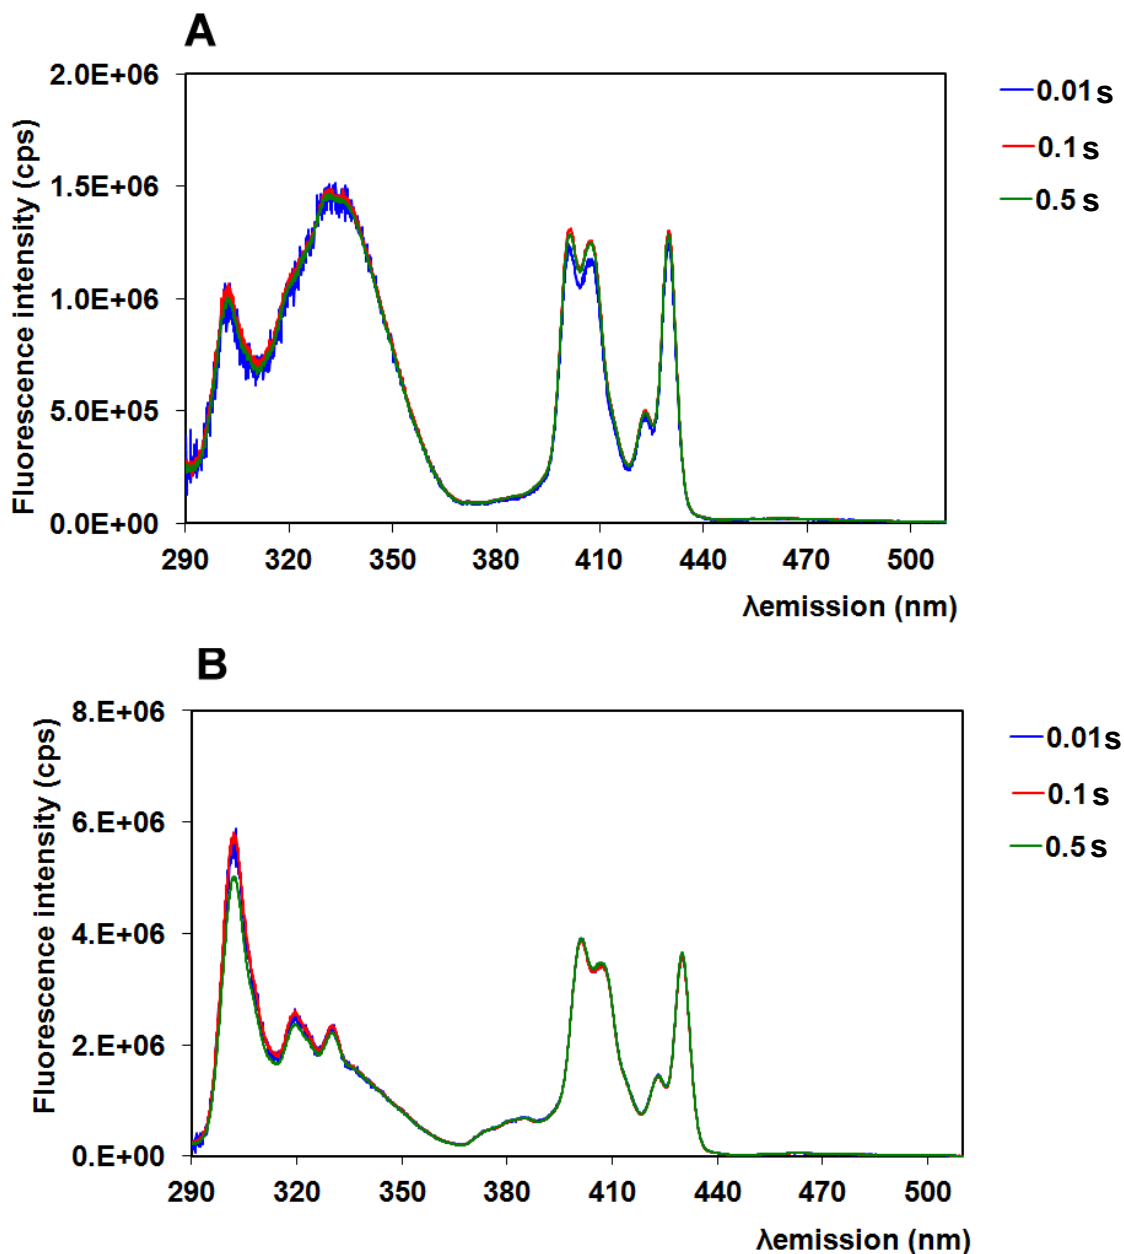 A
2.0E+06
1.5E+06
1.0E+06
5.0E+05
0.0E+00
Fluorescence intensity (cps)
290 320 350 380 410 440 470 500
λemission (nm)
0.01s
0.1s
0.5s
B
8.E+06
6.E+06
4.E+06
2.E+06
0.E+00
Fluorescence intensity (cps)
290 320 350 380 410 440 470 500
λemission (nm)
0.01s
0.1s
0.5s